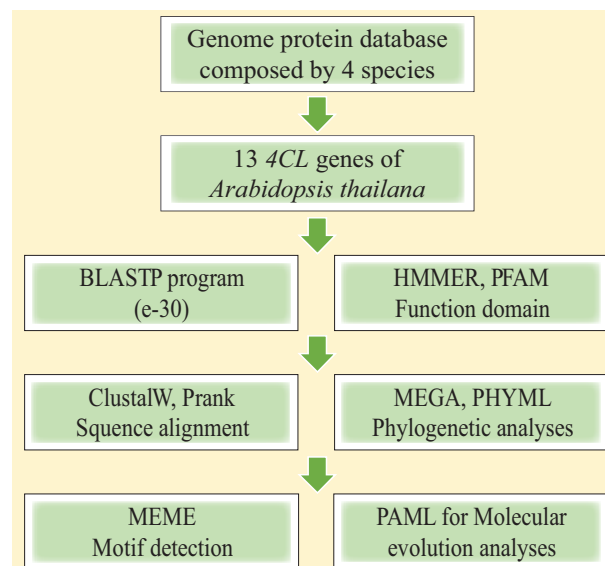 Genome protein database
composed by 4 species
13 4CL genes of
Arabidopsis thailana
BLASTP program
(e-30)
HMMER, PFAM
Function domain
ClustalW, Prank
Squence alignment
MEGA, PHYML
Phylogenetic analyses
MEME
Motif detection
PAML for Molecular
evolution analyses